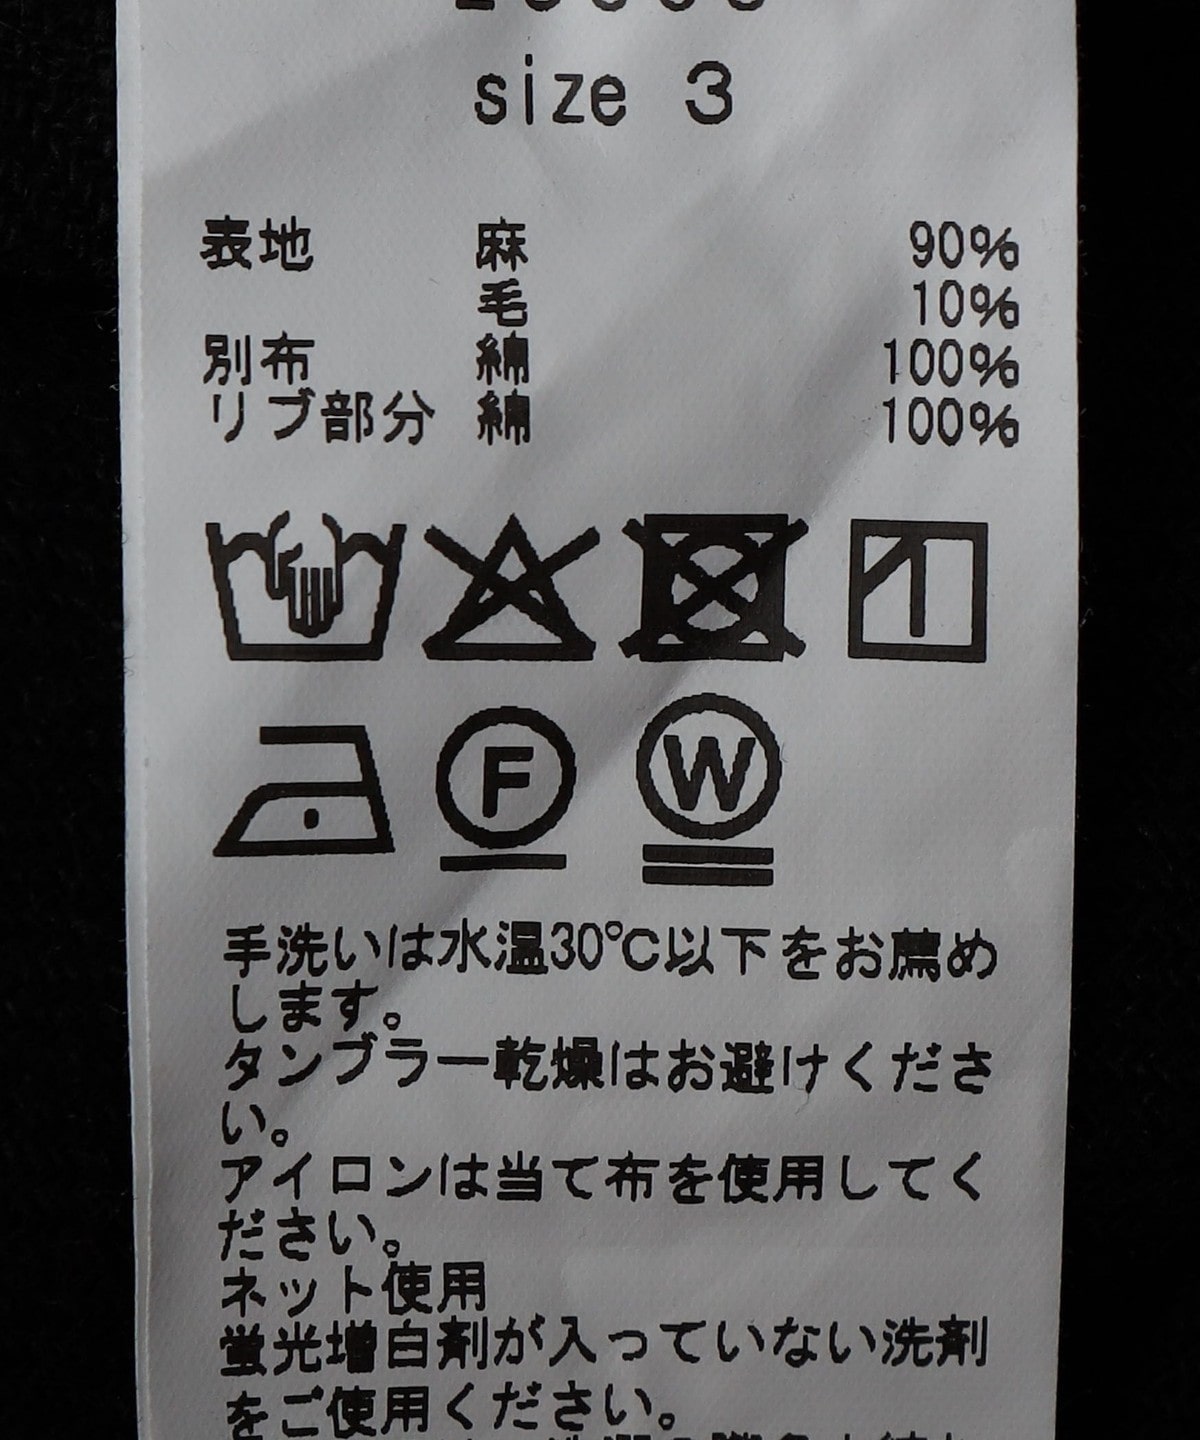 size 3
表地 麻 90%
毛 10%
別布 綿 100%
リブ部分 綿 100%
F
W
手洗いは水温30℃以下をお薦め
します。
タンブラー乾燥はお避けくださ
い。
アイロンは当て布を使用してく
ださい。
ネット使用
蛍光増白剤が入っていない洗剤
をご使用ください。